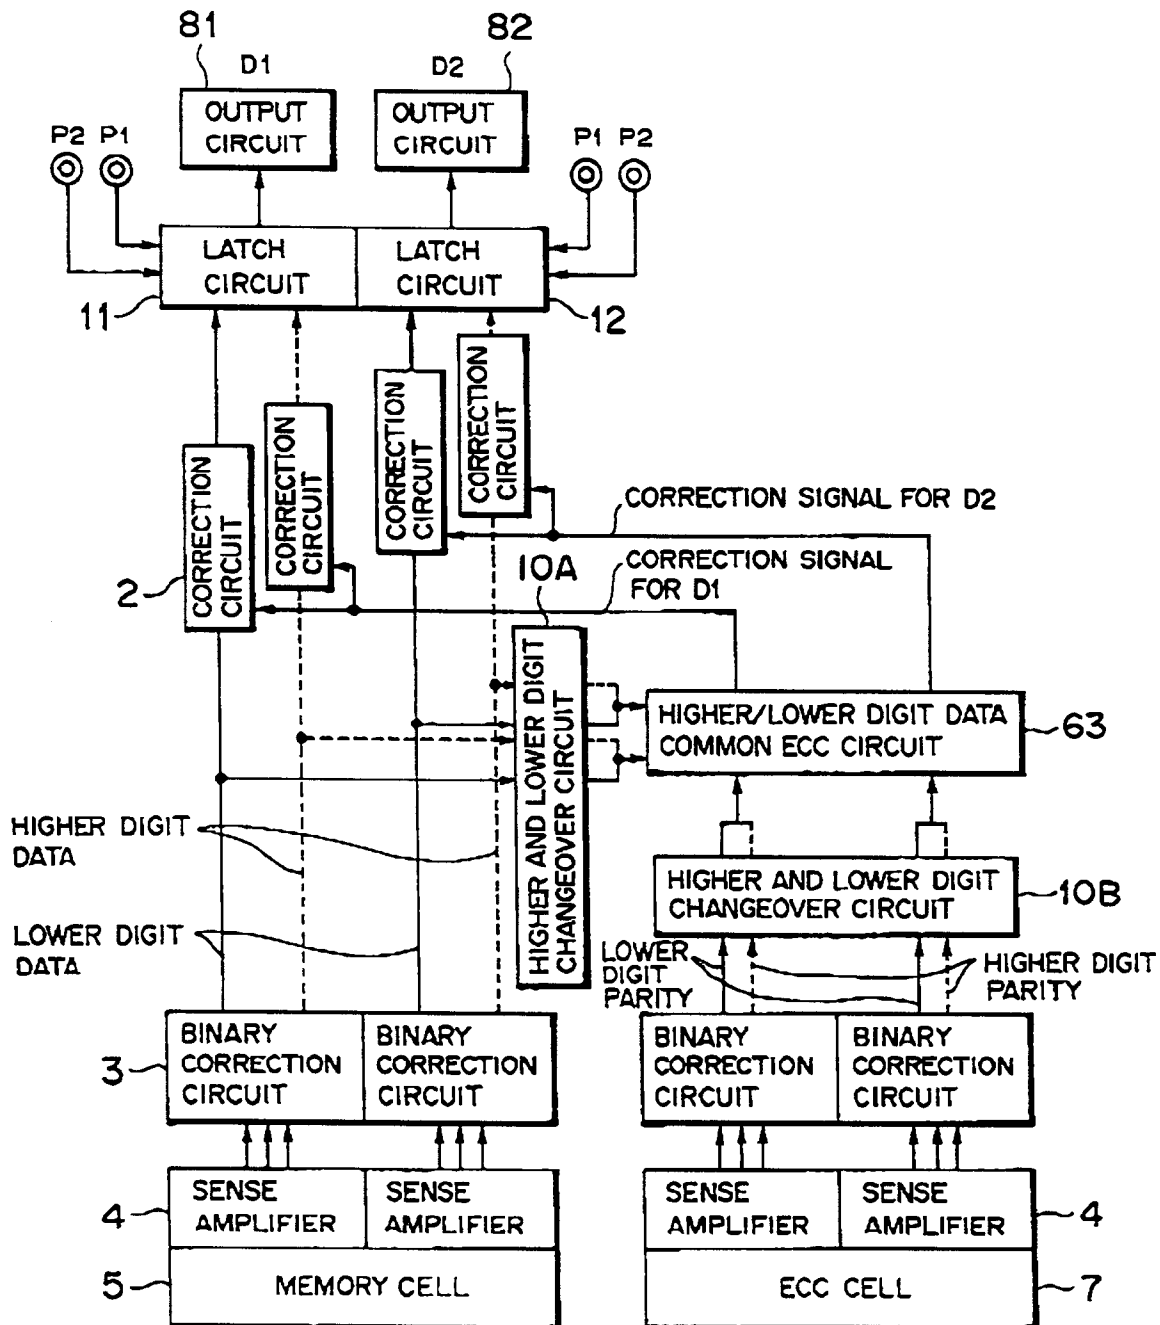 81
82
D1
D2
OUTPUT
CIRCUIT
OUTPUT
CIRCUIT
P2
P1
P1
P2
LATCH
CIRCUIT
LATCH
CIRCUIT
11
12
CORRECTION
CIRCUIT
CORRECTION
CIRCUIT
CORRECTION
CIRCUIT
CORRECTION
CIRCUIT
2
CORRECTION SIGNAL FOR D2
CORRECTION SIGNAL
FOR D1
10A
HIGHER AND LOWER DIGIT
CHANGEOVER CIRCUIT
HIGHER/LOWER DIGIT DATA
COMMON ECC CIRCUIT
63
HIGHER DIGIT
DATA
HIGHER AND LOWER DIGIT
CHANGEOVER CIRCUIT
10B
LOWER DIGIT
DATA
LOWER
DIGIT
PARITY
HIGHER DIGIT
PARITY
3
BINARY
CORRECTION
CIRCUIT
BINARY
CORRECTION
CIRCUIT
BINARY
CORRECTION
CIRCUIT
BINARY
CORRECTION
CIRCUIT
4
SENSE
AMPLIFIER
SENSE
AMPLIFIER
SENSE
AMPLIFIER
SENSE
AMPLIFIER
4
5
MEMORY CELL
ECC CELL
7